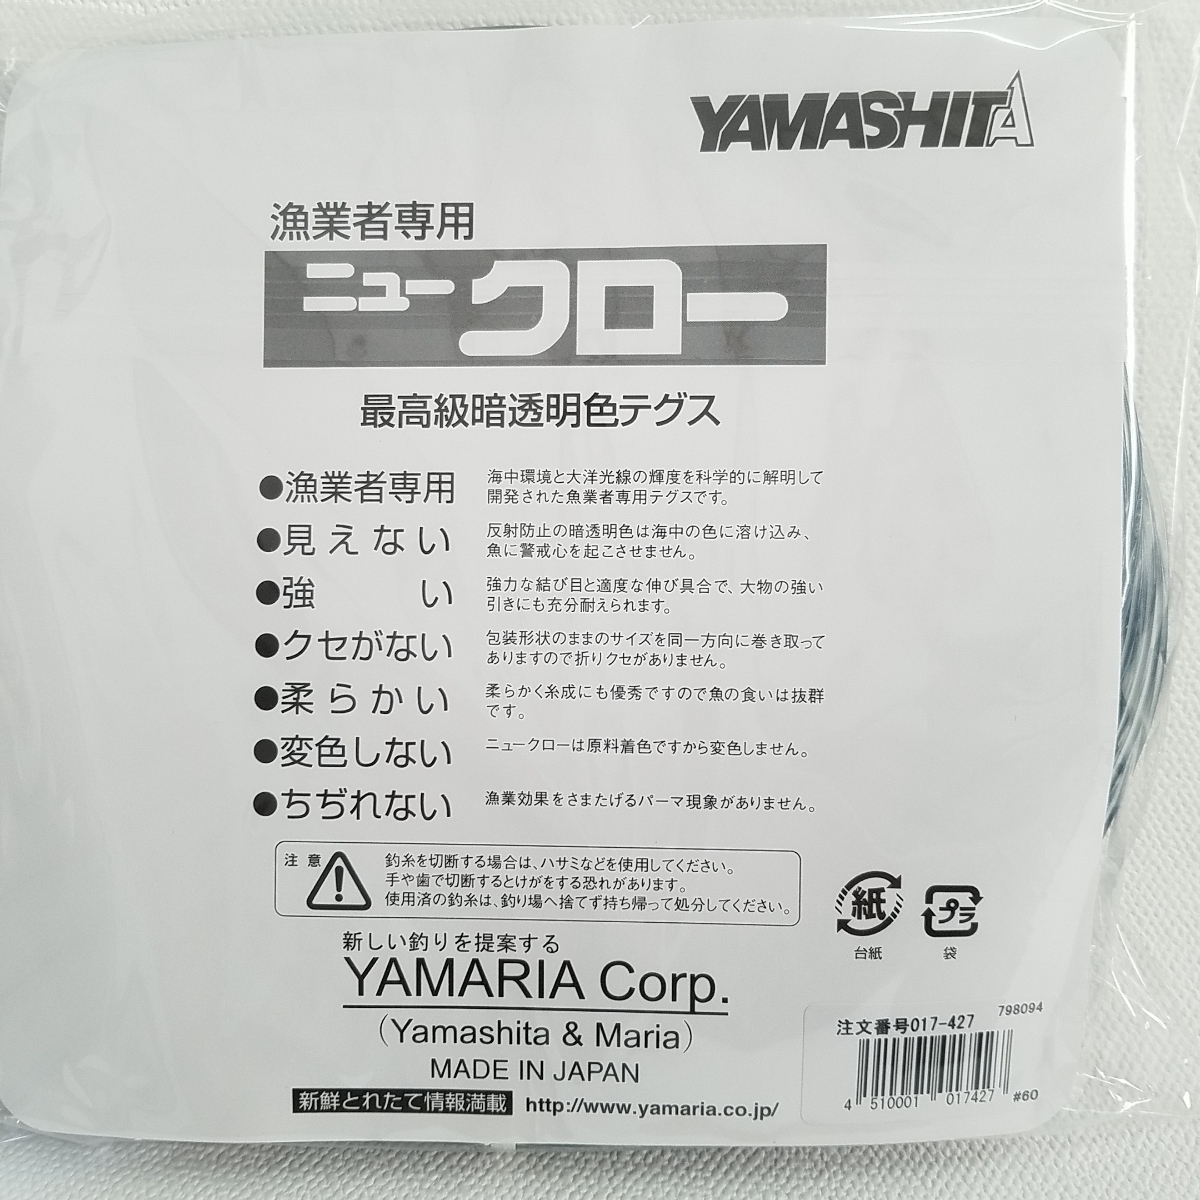 YAMASHITA
漁業者専用
ニュークロー
最高級暗透明色テグス
●漁業者専用 海中環境と大洋光線の輝度を科学的に解明して
開発された魚業者専用テグスです。
●見えない 反射防止の暗透明色は海中の色に溶け込み、
魚に警戒心を起こさせません。
●強い 強力な結び目と適度な伸び具合で、大物の強い
引きにも充分耐えられます。
●クセがない 包装形状のままのサイズを同一方向に巻き取って
ありますので折りクセがありません。
●柔らかい 柔らかく糸成にも優秀ですので魚の食いは抜群
です。
●変色しない ニュークローは原料着色ですから変色しません。
●ちぢれない 漁業効果をさまたげるパーマ現象がありません。
注意 釣糸を切断する場合は、ハサミなどを使用してください。
手や歯で切断するとけがをする恐れがあります。
使用済の釣糸は、釣り場へ捨てず持ち帰って処分してください。
紙
台紙
プラ
袋
新しい釣りを提案する
YAMARIA Corp.
(Yamashita & Maria)
MADE IN JAPAN
新鮮とれたて情報満載 http://www.yamaria.co.jp/
798094
注文番号017-427
4 510001 017427 #60